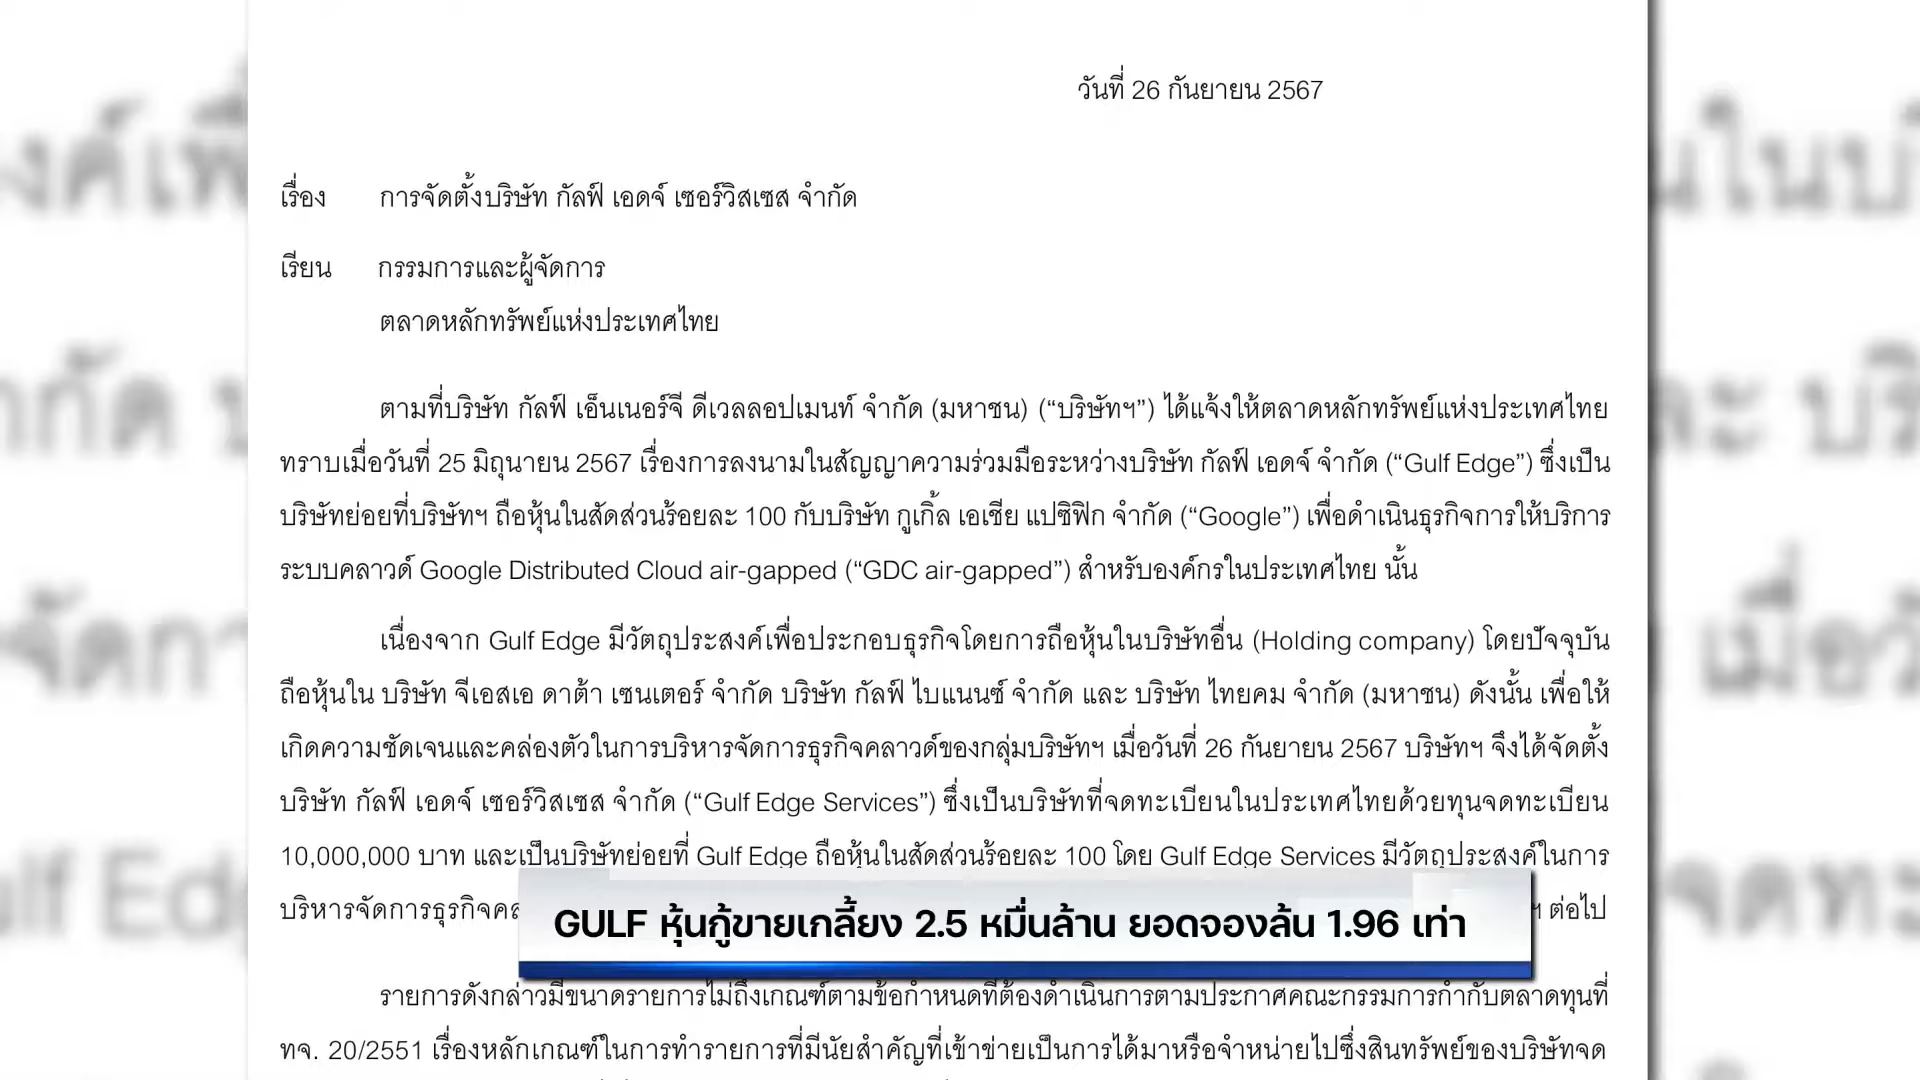 วันที่ 26 กันยายน 2567
เรื่อง การจัดตั้งบริษัท กัลฟ์ เอดจ์ เซอร์วิสเซส จำกัด
เรียน กรรมการและผู้จัดการ
ตลาดหลักทรัพย์แห่งประเทศไทย
ตามที่บริษัท กัลฟ์ เอ็นเนอร์จี ดีเวลลอปเมนท์ จำกัด (มหาชน) (“บริษัทฯ”) ได้แจ้งให้ตลาดหลักทรัพย์แห่งประเทศไทย
ทราบเมื่อวันที่ 25 มิถุนายน 2567 เรื่องการลงนามในสัญญาความร่วมมือระหว่างบริษัท กัลฟ์ เอดจ์ จำกัด (“Gulf Edge”) ซึ่งเป็น
บริษัทย่อยที่บริษัทฯ ถือหุ้นในสัดส่วนร้อยละ 100 กับบริษัท กูเกิ้ล เอเชีย แปซิฟิก จำกัด (“Google”) เพื่อดำเนินธุรกิจการให้บริการ
ระบบคลาวด์ Google Distributed Cloud air-gapped (“GDC air-gapped”) สำหรับองค์กรในประเทศไทย นั้น
เนื่องจาก Gulf Edge มีวัตถุประสงค์เพื่อประกอบธุรกิจโดยการถือหุ้นในบริษัทอื่น (Holding company) โดยปัจจุบัน
ถือหุ้นใน บริษัท จีเอสเอ ดาต้า เซนเตอร์ จำกัด บริษัท กัลฟ์ ไบแนนซ์ จำกัด และ บริษัท ไทยคม จำกัด (มหาชน) ดังนั้น เพื่อให้
เกิดความชัดเจนและคล่องตัวในการบริหารจัดการธุรกิจคลาวด์ของกลุ่มบริษัทฯ เมื่อวันที่ 26 กันยายน 2567 บริษัทฯ จึงได้จัดตั้ง
บริษัท กัลฟ์ เอดจ์ เซอร์วิสเซส จำกัด (“Gulf Edge Services”) ซึ่งเป็นบริษัทที่จดทะเบียนในประเทศไทยด้วยทุนจดทะเบียน
10,000,000 บาท และเป็นบริษัทย่อยที่ Gulf Edge ถือหุ้นในสัดส่วนร้อยละ 100 โดย Gulf Edge Services มีวัตถุประสงค์ในการ
บริหารจัดการธุรกิจคล ฯ ต่อไป
GULF หุ้นกู้ขายเกลี้ยง 2.5 หมื่นล้าน ยอดจองล้น 1.96 เท่า
รายการดังกล่าวมีขนาดรายการไม่ถึงเกณฑ์ตามข้อกำหนดที่ต้องดำเนินการตามประกาศคณะกรรมการกำกับตลาดทุนที่
ทจ. 20/2551 เรื่องหลักเกณฑ์ในการทำรายการที่มีนัยสำคัญที่เข้าข่ายเป็นการได้มาหรือจำหน่ายไปซึ่งสินทรัพย์ของบริษัทจด